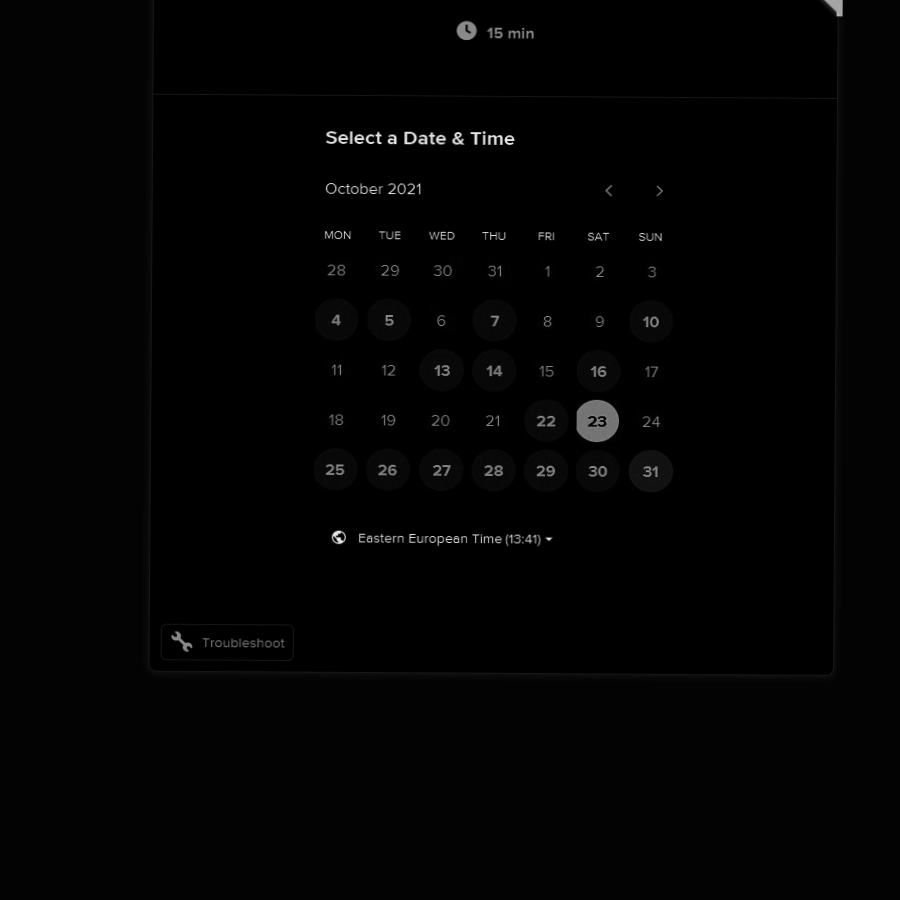 15 min
Select a Date & Time
October 2021
MON TUE WED THU FRI SAT SUN
28 29 30 31 1 2 3
4 5 6 7 8 9 10
11 12 13 14 15 16 17
18 19 20 21 22 23 24
25 26 27 28 29 30 31
Eastern European Time (13:41)
Troubleshoot